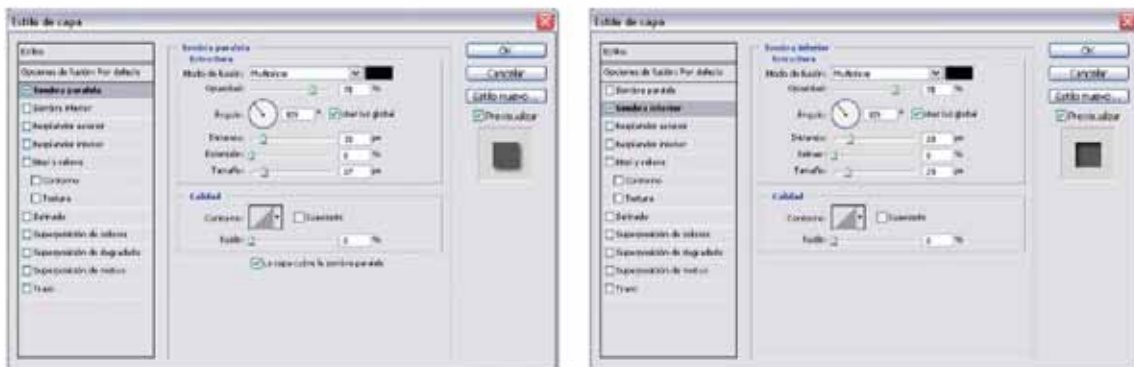 Estilo de capa
Estilos
Opciones de fusión: Por defecto
Sombra paralela
Sombra interior
Resplandor exterior
Resplandor interior
Bisel y relieve
Contorno
Textura
Satinado
Superposición de colores
Superposición de degradado
Superposición de motivo
Trazo
Sombra paralela
Estructura
Modo de fusión: Multiplicar
Opacidad: 75 %
Ángulo: ° Usar luz global
Distancia: px
Extensión: 0 %
Tamaño: px
Calidad
Contorno: Suavizado
Ruido: 0 %
La capa cubre la sombra paralela
OK
Cancelar
Estilo nuevo...
Previsualizar
Estilo de capa
Estilos
Opciones de fusión: Por defecto
Sombra paralela
Sombra interior
Resplandor exterior
Resplandor interior
Bisel y relieve
Contorno
Textura
Satinado
Superposición de colores
Superposición de degradado
Superposición de motivo
Trazo
Sombra interior
Estructura
Modo de fusión: Multiplicar
Opacidad: 75 %
Ángulo: ° Usar luz global
Distancia: px
Retraer: 0 %
Tamaño: px
Calidad
Contorno: Suavizado
Ruido: 0 %
OK
Cancelar
Estilo nuevo...
Previsualizar